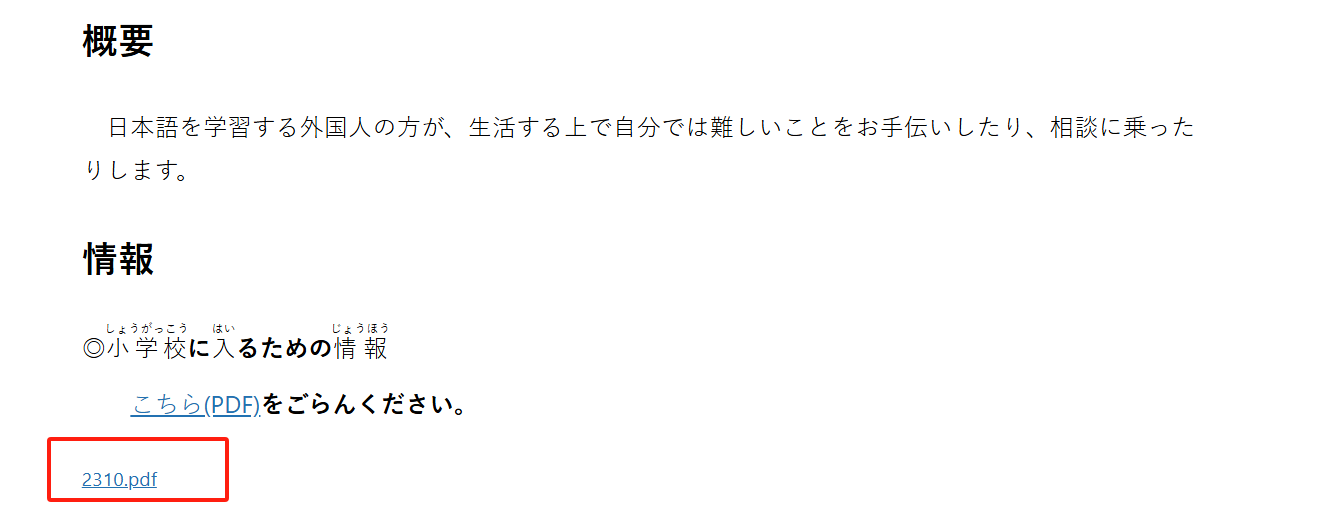 概要
日本語を学習する外国人の方が、生活する上で自分では難しいことをお手伝いしたり、相談に乗った
りします。
情報
しょうがっこう はい じょうほう
◎小学校に入るための情報
こちら(PDF)をごらんください。
2310.pdf